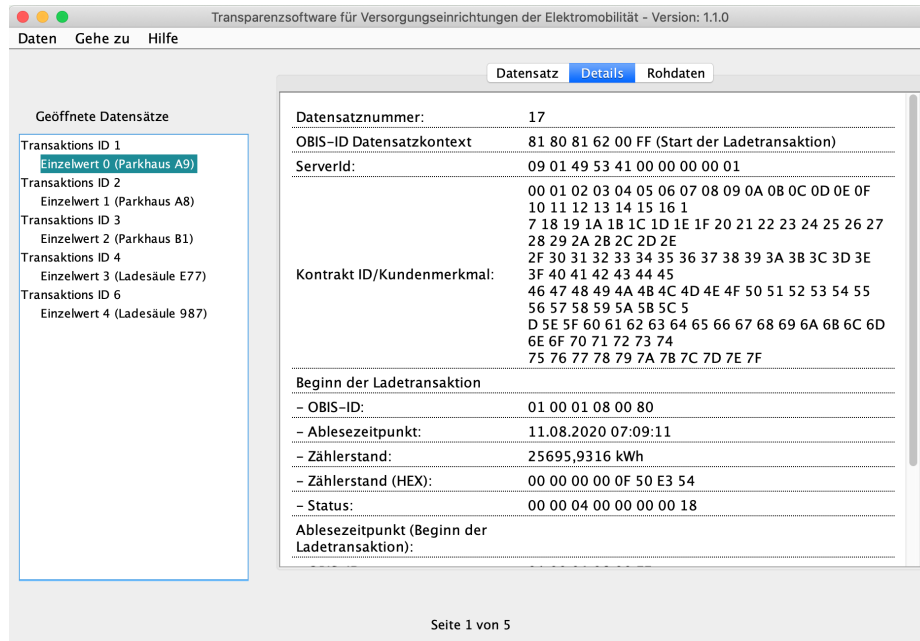 Transparenzsoftware für Versorgungseinrichtungen der Elektromobilität - Version: 1.1.0
Daten Gehe zu Hilfe
Datensatz Details Rohdaten
Geöffnete Datensätze
Transaktions ID 1
Einzelwert 0 (Parkhaus A9)
Transaktions ID 2
Einzelwert 1 (Parkhaus A8)
Transaktions ID 3
Einzelwert 2 (Parkhaus B1)
Transaktions ID 4
Einzelwert 3 (Ladesäule E77)
Transaktions ID 6
Einzelwert 4 (Ladesäule 987)
Datensatznummer: 17
OBIS-ID Datensatzkontext 81 80 81 62 00 FF (Start der Ladetransaktion)
ServerId: 09 01 49 53 41 00 00 00 00 01
Kontrakt ID/Kundenmerkmal:
00 01 02 03 04 05 06 07 08 09 0A 0B 0C 0D 0E 0F
10 11 12 13 14 15 16 1
7 18 19 1A 1B 1C 1D 1E 1F 20 21 22 23 24 25 26 27
28 29 2A 2B 2C 2D 2E
2F 30 31 32 33 34 35 36 37 38 39 3A 3B 3C 3D 3E
3F 40 41 42 43 44 45
46 47 48 49 4A 4B 4C 4D 4E 4F 50 51 52 53 54 55
56 57 58 59 5A 5B 5C 5
D 5E 5F 60 61 62 63 64 65 66 67 68 69 6A 6B 6C 6D
6E 6F 70 71 72 73 74
75 76 77 78 79 7A 7B 7C 7D 7E 7F
Beginn der Ladetransaktion
– OBIS-ID: 01 00 01 08 00 80
– Ablesezeitpunkt: 11.08.2020 07:09:11
– Zählerstand: 25695,9316 kWh
– Zählerstand (HEX): 00 00 00 00 0F 50 E3 54
– Status: 00 00 04 00 00 00 00 18
Ablesezeitpunkt (Beginn der
Ladetransaktion):
Seite 1 von 5